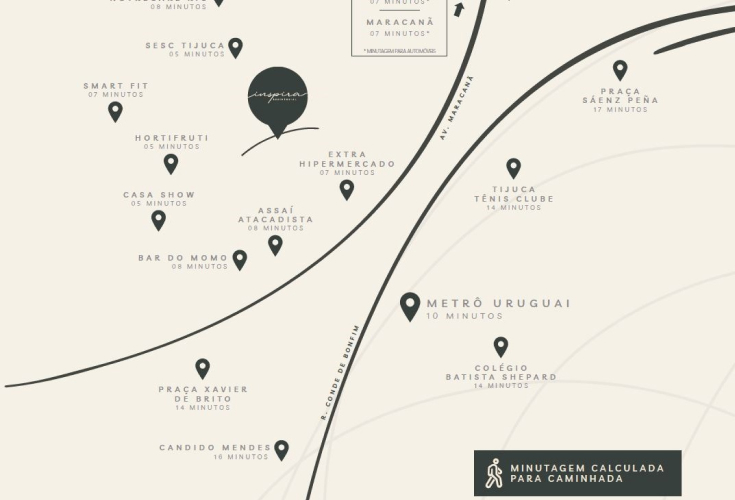 08 MINUTOS
07 MINUTOS*
MARACANÃ
07 MINUTOS*
*MINUTAGEM PARA AUTOMÓVEIS
SESC TIJUCA
05 MINUTOS
SMART FIT
07 MINUTOS
inspira
HORTIFRUTI
05 MINUTOS
EXTRA
HIPERMERCADO
07 MINUTOS
AV. MARACANÃ
PRAÇA
SÁENZ PEÑA
17 MINUTOS
CASA SHOW
05 MINUTOS
ASSAÍ
ATACADISTA
08 MINUTOS
TIJUCA
TÊNIS CLUBE
14 MINUTOS
BAR DO MOMO
08 MINUTOS
METRÔ URUGUAI
10 MINUTOS
R. CONDE DE BONFIM
COLÉGIO
BATISTA SHEPARD
14 MINUTOS
PRAÇA XAVIER
DE BRITO
14 MINUTOS
CANDIDO MENDES
16 MINUTOS
MINUTAGEM CALCULADA
PARA CAMINHADA